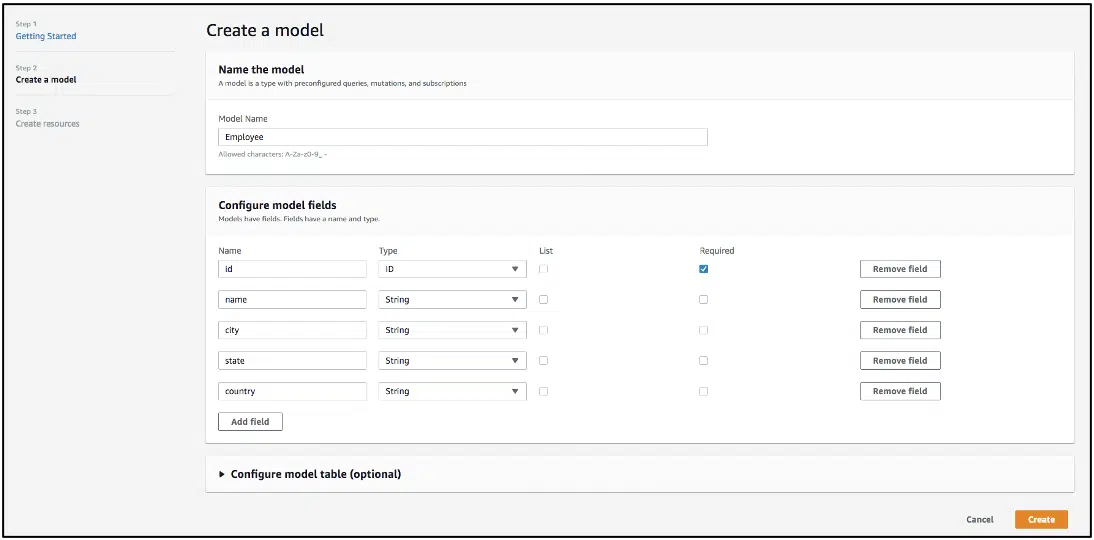 Step 1
Getting Started
Step 2
Create a model
Step 3
Create resources
Create a model
Name the model
A model is a type with preconfigured queries, mutations, and subscriptions
Model Name
Employee
Allowed characters: A-Za-z0-9_ -
Configure model fields
Models have fields. Fields have a name and type.
Name Type List Required
id ID Remove field
name String Remove field
city String Remove field
state String Remove field
country String Remove field
Add field
Configure model table (optional)
Cancel Create